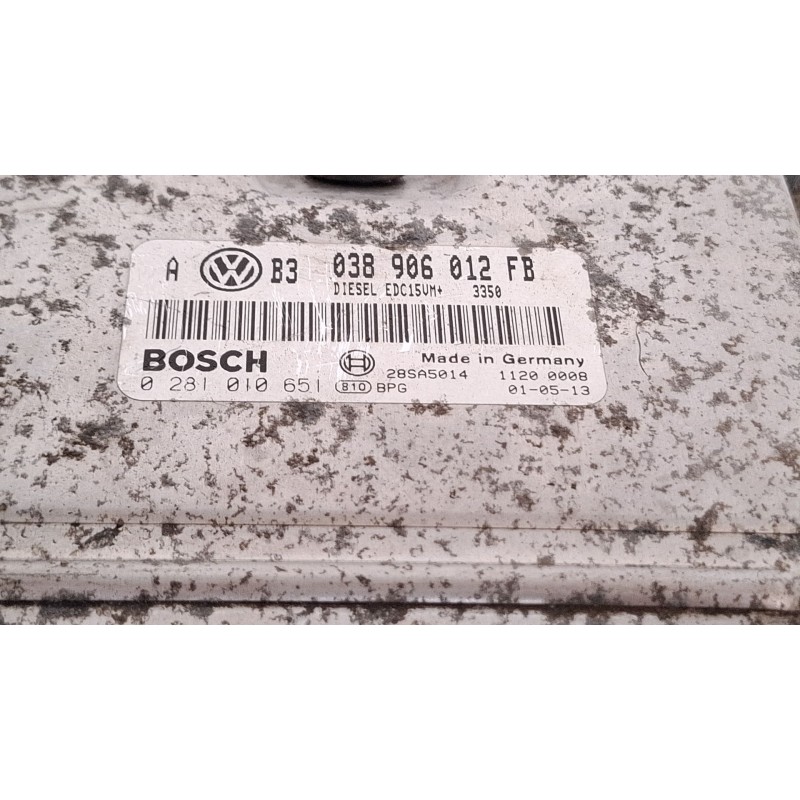 A VW B3 038 906 012 FB
DIESEL EDC15VM+ 3350
BOSCH Made in Germany
28SA5014 1120 0008
0 281 010 651 810 BPG 01-05-13